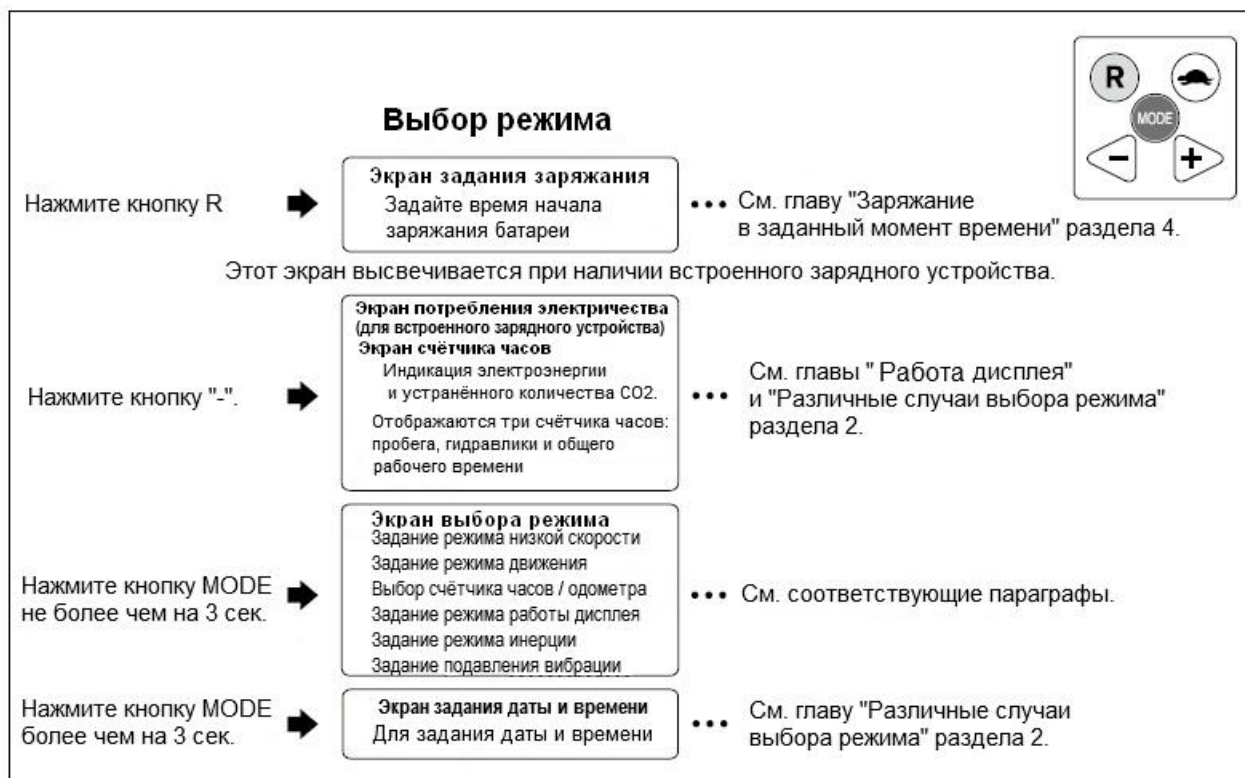 R
MODE
-
+
Выбор режима
Нажмите кнопку R
Экран задания заряжания
Задайте время начала
заряжания батареи
••• См. главу "Заряжание
в заданный момент времени" раздела 4.
Этот экран высвечивается при наличии встроенного зарядного устройства.
Нажмите кнопку "-".
Экран потребления электричества
(для встроенного зарядного устройства)
Экран счётчика часов
Индикация электроэнергии
и устранённого количества CO2.
Отображаются три счётчика часов:
пробега, гидравлики и общего
рабочего времени
••• См. главы " Работа дисплея"
и "Различные случаи выбора режима"
раздела 2.
Нажмите кнопку MODE
не более чем на 3 сек.
Экран выбора режима
Задание режима низкой скорости
Задание режима движения
Выбор счётчика часов / одометра
Задание режима работы дисплея
Задание режима инерции
Задание подавления вибрации
••• См. соответствующие параграфы.
Нажмите кнопку MODE
более чем на 3 сек.
Экран задания даты и времени
Для задания даты и времени
••• См. главу "Различные случаи
выбора режима" раздела 2.